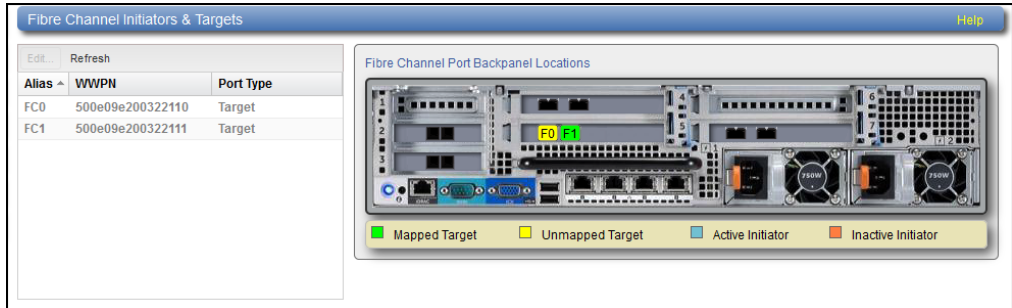 Fibre Channel Initiators & Targets Help
Edit... Refresh
Alias WWPN Port Type
FC0 500e09e200322110 Target
FC1 500e09e200322111 Target
Fibre Channel Port Backpanel Locations
1
2
3
4
5
6
7
F0 F1
1
2
750W 750W
Mapped Target Unmapped Target Active Initiator Inactive Initiator